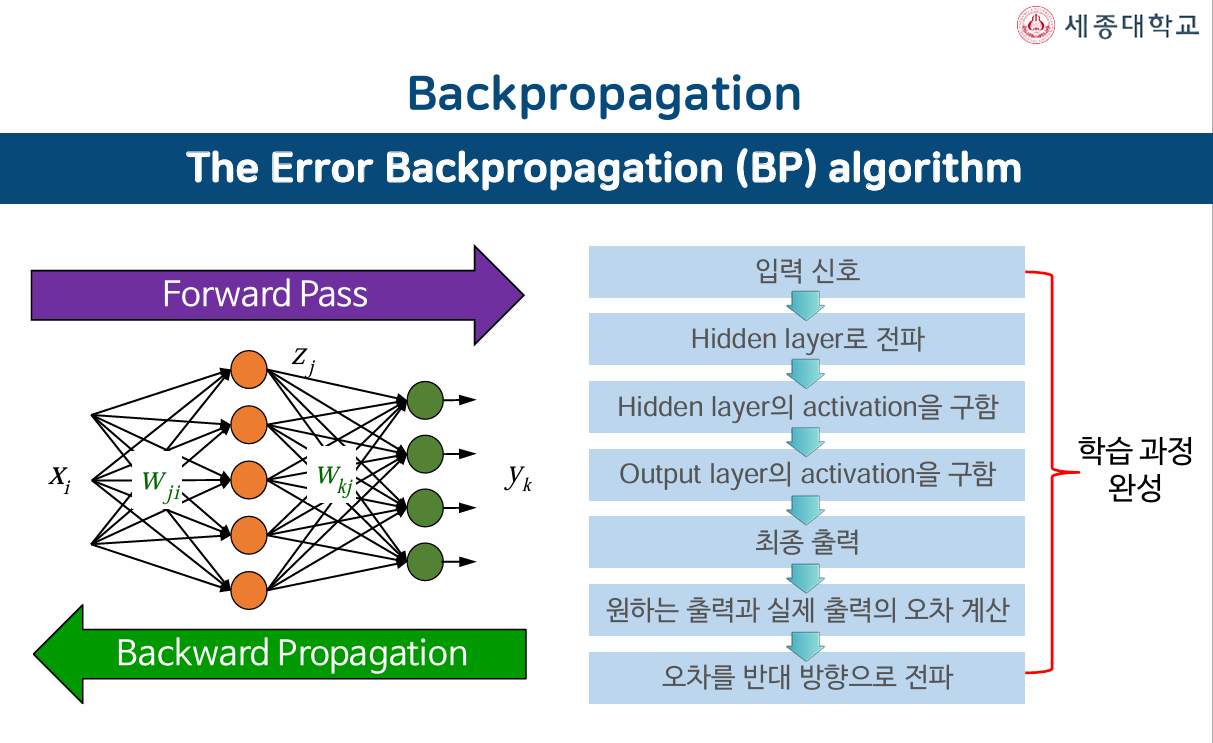 세종대학교
Backpropagation
The Error Backpropagation (BP) algorithm
Forward Pass
z_j
x_i
w_ji
w_kj
y_k
Backward Propagation
입력 신호
Hidden layer로 전파
Hidden layer의 activation을 구함
Output layer의 activation을 구함
최종 출력
원하는 출력과 실제 출력의 오차 계산
오차를 반대 방향으로 전파
학습 과정
완성